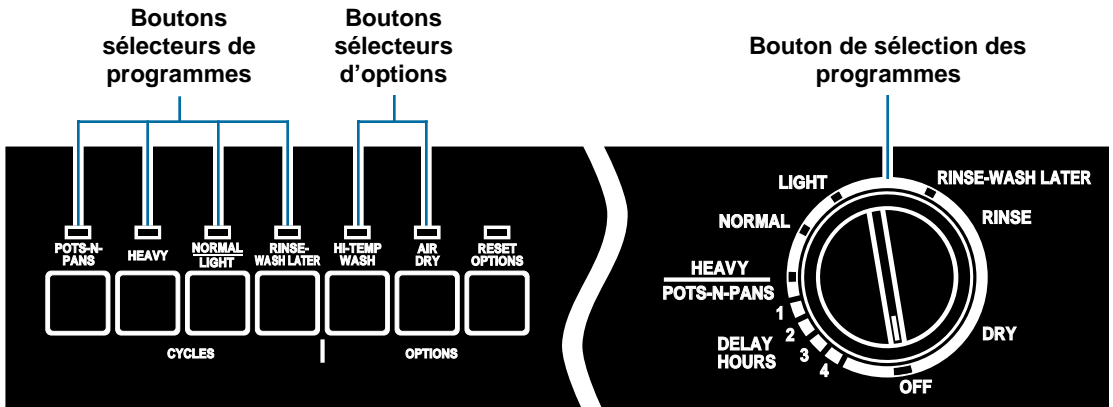 Boutons
sélecteurs de
programmes
Boutons
sélecteurs
d'options
Bouton de sélection des
programmes
POTS-N-
PANS
HEAVY
NORMAL
LIGHT
RINSE-
WASH LATER
HI-TEMP
WASH
AIR
DRY
RESET
OPTIONS
CYCLES
OPTIONS
LIGHT
RINSE-WASH LATER
NORMAL
RINSE
HEAVY
POTS-N-PANS
1
2
3
4
DELAY
HOURS
DRY
OFF